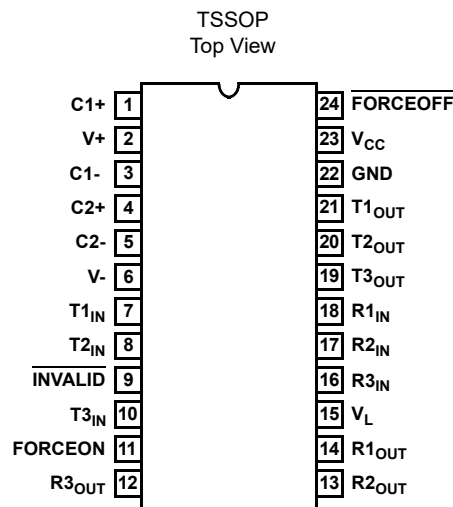 TSSOP
Top View
C1+ 1 24 FORCEOFF
V+ 2 23 VCC
C1- 3 22 GND
C2+ 4 21 T1OUT
C2- 5 20 T2OUT
V- 6 19 T3OUT
T1IN 7 18 R1IN
T2IN 8 17 R2IN
INVALID 9 16 R3IN
T3IN 10 15 VL
FORCEON 11 14 R1OUT
R3OUT 12 13 R2OUT